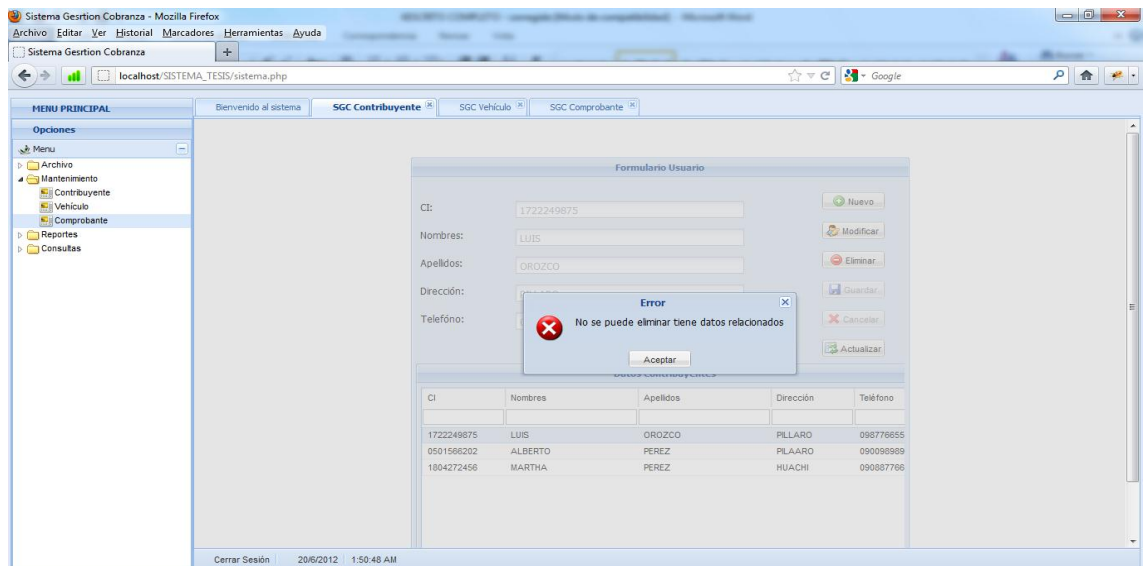 Sistema Gesrtion Cobranza - Mozilla Firefox
Archivo Editar Ver Historial Marcadores Herramientas Ayuda
Sistema Gesrtion Cobranza +
localhost/SISTEMA_TESIS/sistema.php Google
MENU PRINCIPAL
Bienvenido al sistema SGC Contribuyente SGC Vehículo SGC Comprobante
Opciones
Menu
Archivo
Mantenimiento
Contribuyente
Vehículo
Comprobante
Reportes
Consultas
Formulario Usuario
CI: 1722249875 Nuevo
Nombres: LUIS Modificar
Apellidos: OROZCO Eliminar
Dirección: Guardar
Telefóno: Cancelar
Actualizar
Error
No se puede eliminar tiene datos relacionados
Aceptar
Datos Contribuyentes
CI Nombres Apellidos Dirección Teléfono
1722249875 LUIS OROZCO PILLARO 098776655
0501566202 ALBERTO PEREZ PILAARO 090098989
1804272456 MARTHA PEREZ HUACHI 090887766
Cerrar Sesión 20/6/2012 1:50:48 AM